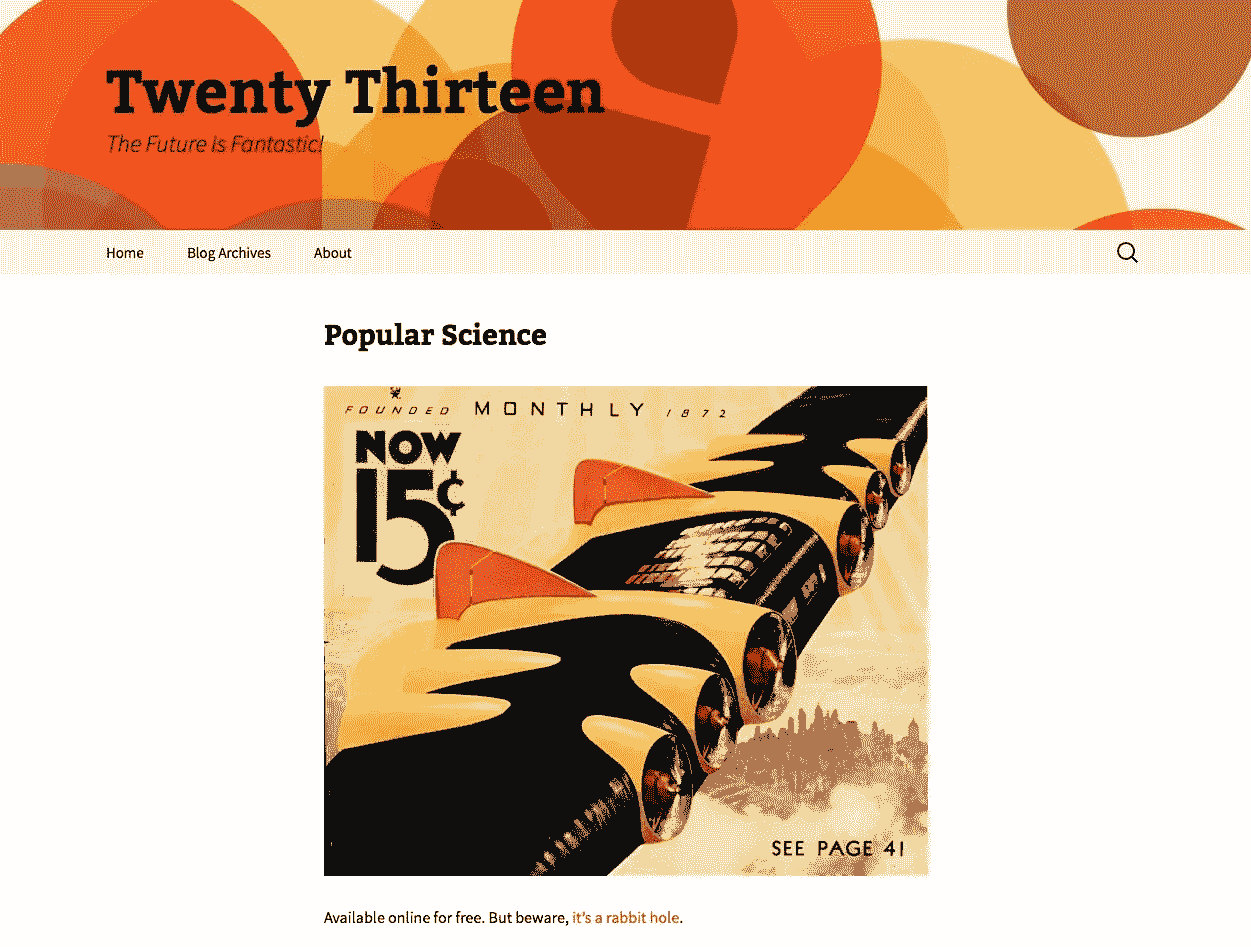 Twenty Thirteen
The Future Is Fantastic!
Home Blog Archives About
Popular Science
FOUNDED MONTHLY 1872
NOW
15¢
SEE PAGE 41
Available online for free. But beware, it's a rabbit hole.